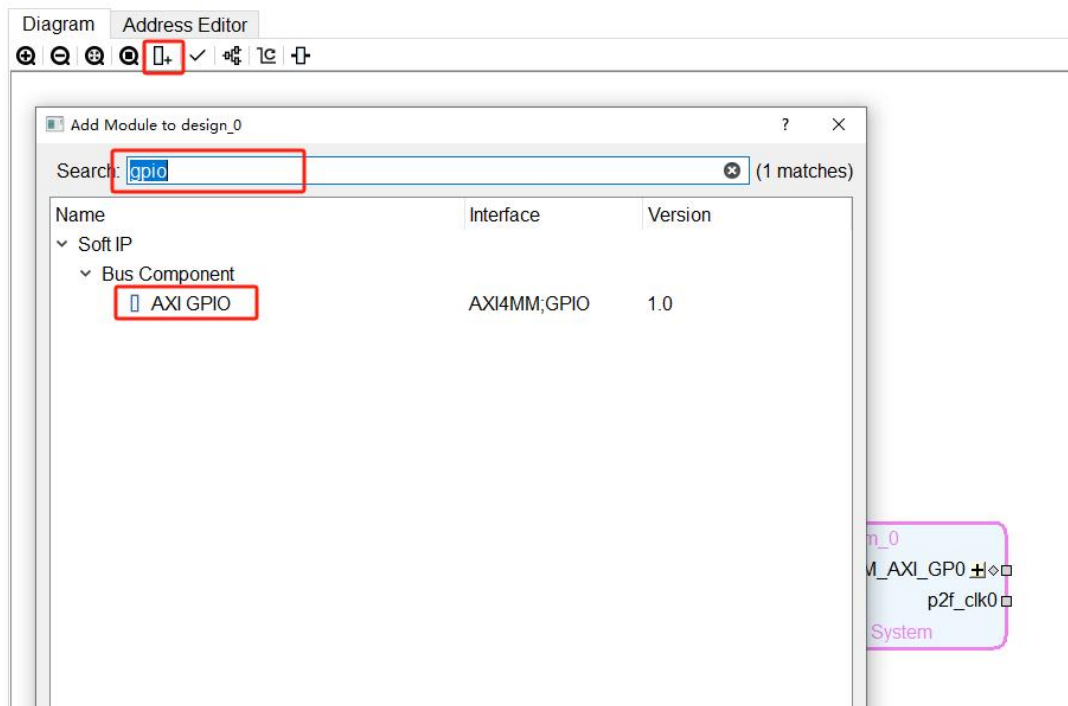 Diagram Address Editor
Add Module to design_0 ?
Search: gpio (1 matches)
Name Interface Version
Soft IP
Bus Component
AXI GPIO AXI4MM;GPIO 1.0
m_0
M_AXI_GP0
p2f_clk0
System